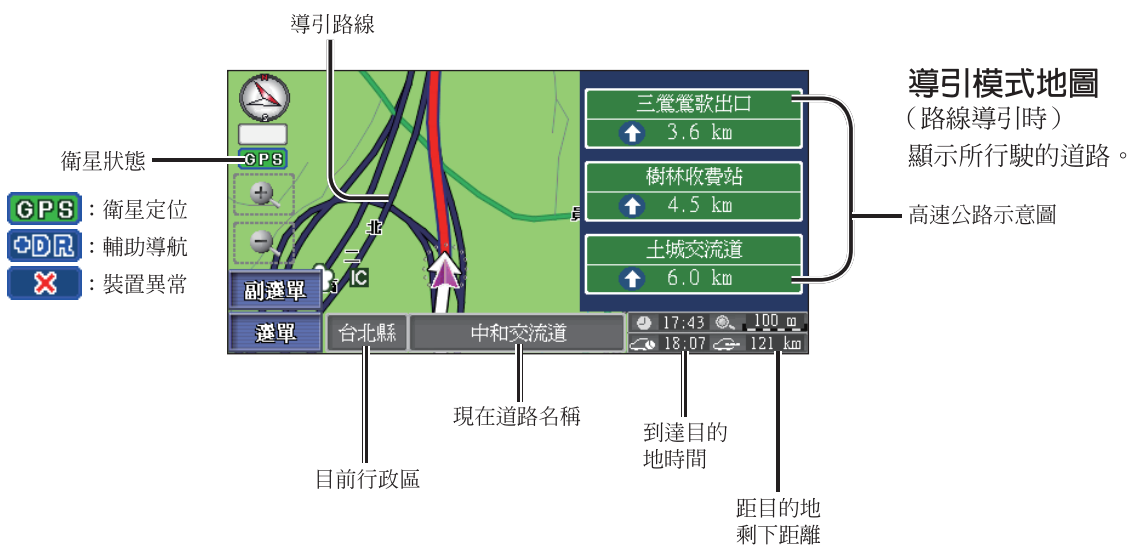 導引路線
導引模式地圖
（路線導引時）
顯示所行駛的道路。
衛星狀態
GPS：衛星定位
DR：輔助導航
：裝置異常
N
S
GPS
三鶯鶯歌出口
3.6 km
樹林收費站
4.5 km
土城交流道
6.0 km
高速公路示意圖
北
二
IC
副選單
選單
台北縣
中和交流道
17:43
100 m
18:07
121 km
現在道路名稱
目前行政區
到達目的
地時間
距目的地
剩下距離